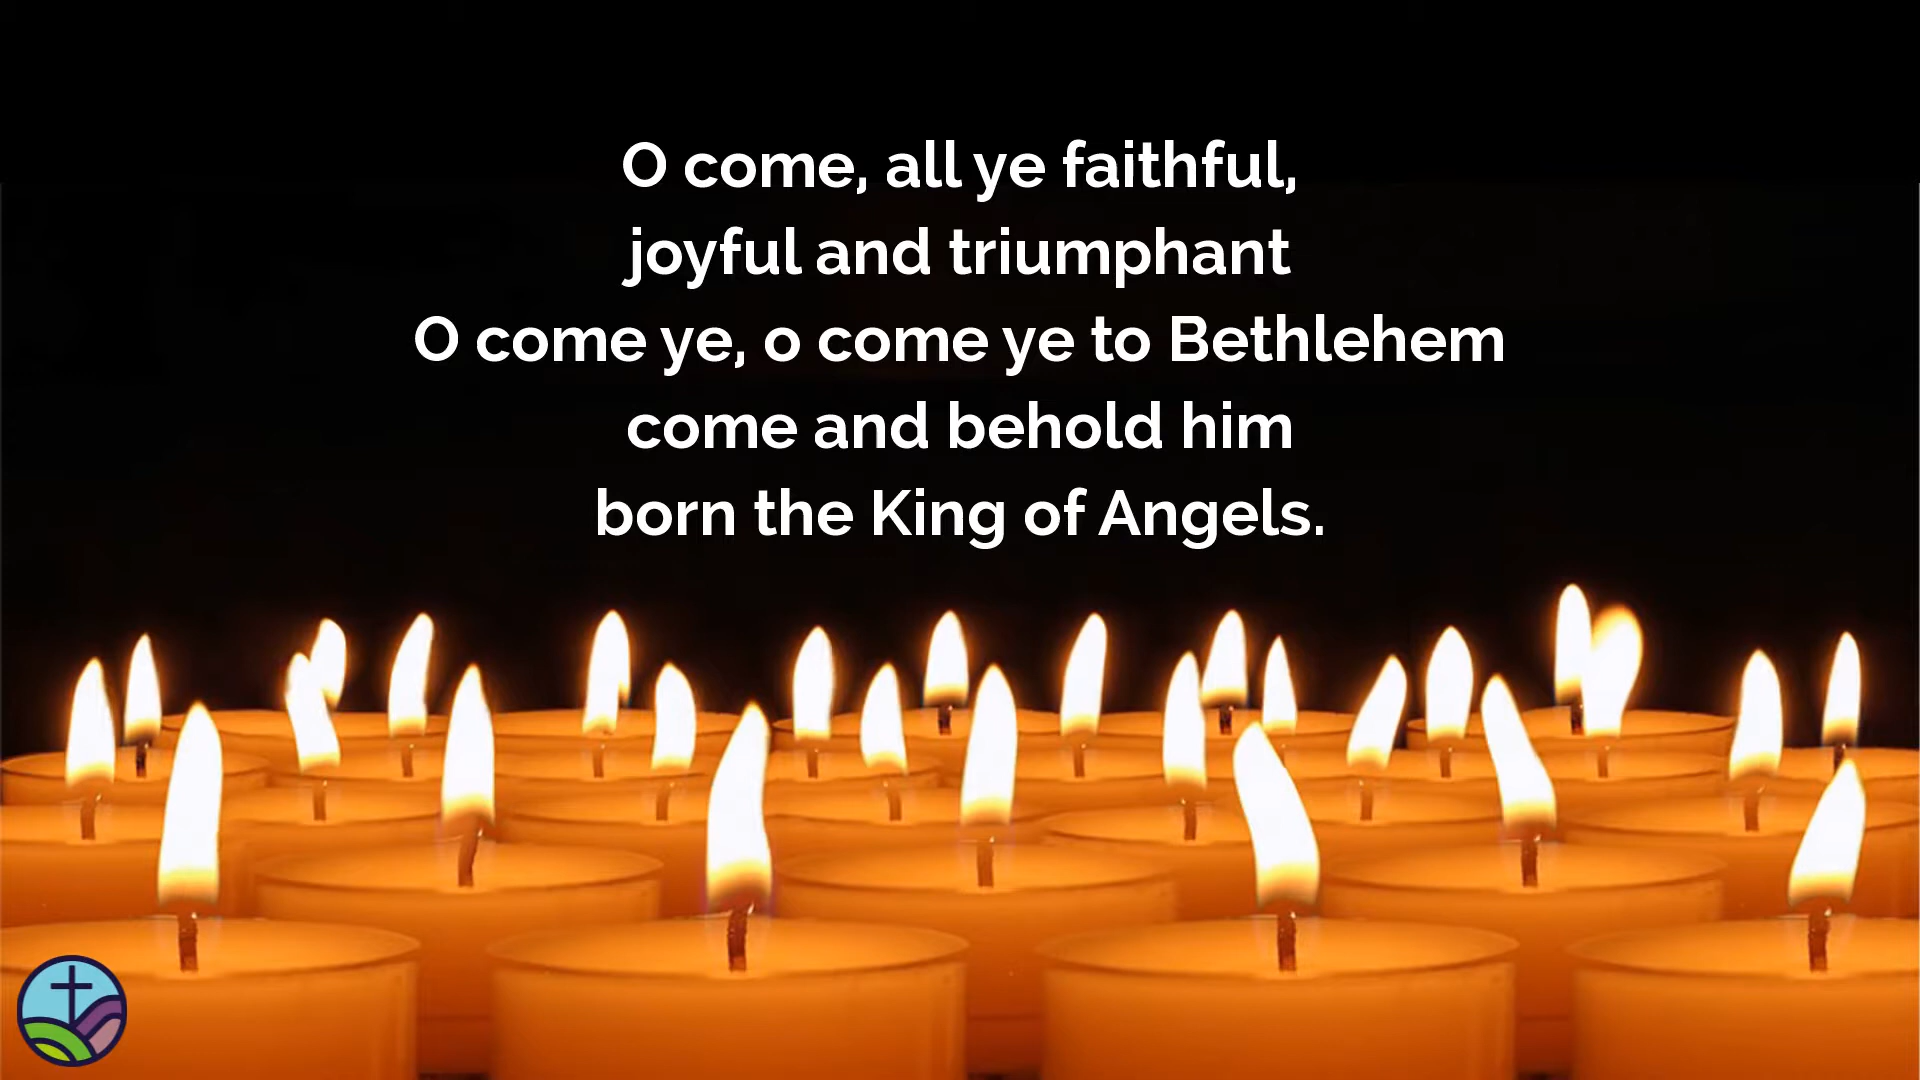 O come, all ye faithful,
joyful and triumphant
O come ye, o come ye to Bethlehem
come and behold him
born the King of Angels.